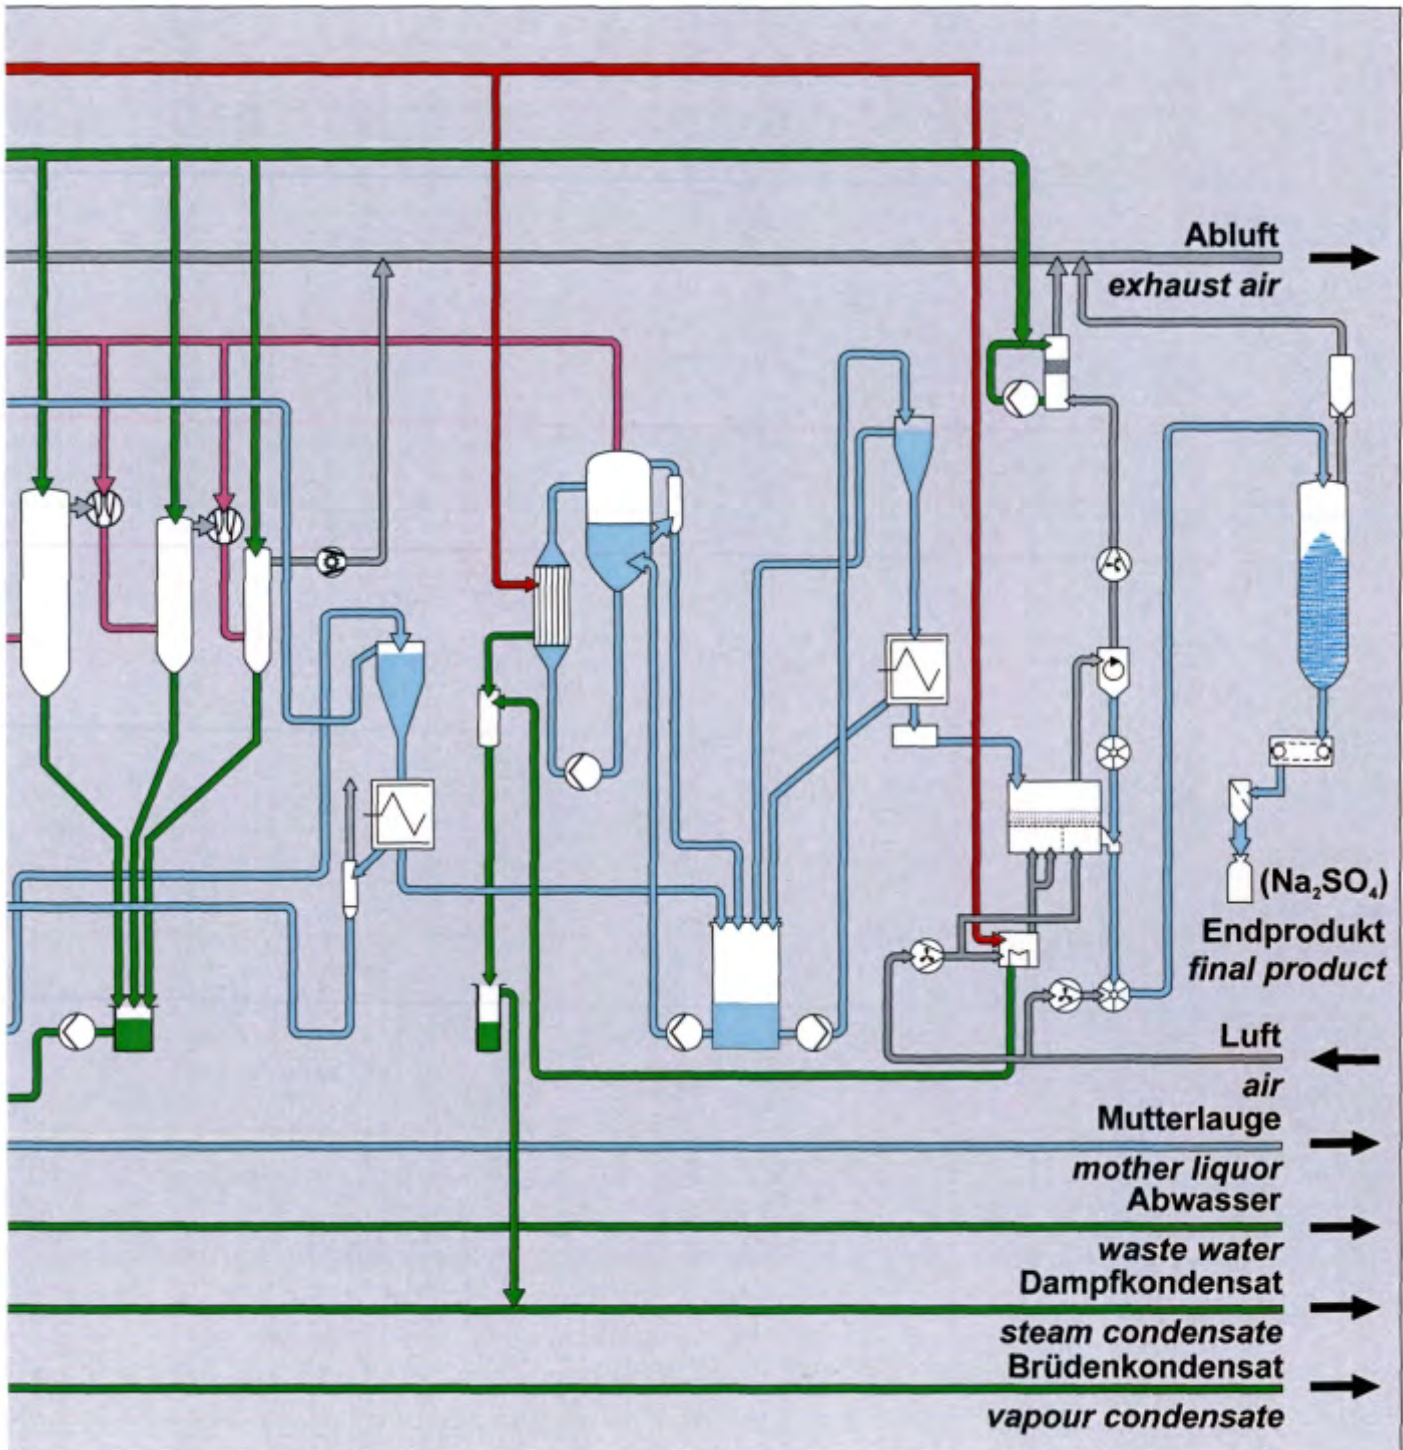 Abluft
exhaust air
(Na₂SO₄)
Endprodukt
final product
Luft
air
Mutterlauge
mother liquor
Abwasser
waste water
Dampfkondensat
steam condensate
Brüdenkondensat
vapour condensate